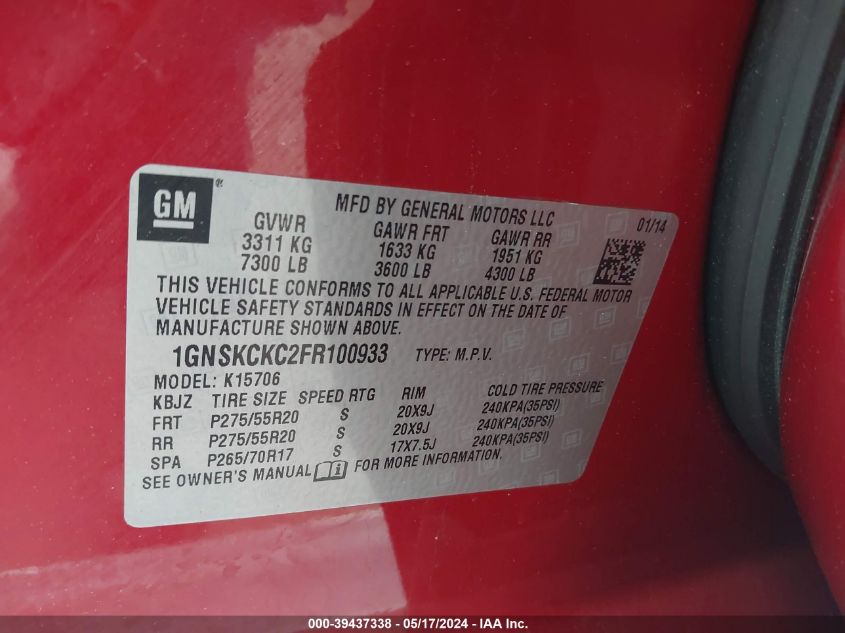 GM®
MFD BY GENERAL MOTORS LLC 01/14
GVWR GAWR FRT GAWR RR
3311 KG 1633 KG 1951 KG
7300 LB 3600 LB 4300 LB
THIS VEHICLE CONFORMS TO ALL APPLICABLE U.S. FEDERAL MOTOR
VEHICLE SAFETY STANDARDS IN EFFECT ON THE DATE OF
MANUFACTURE SHOWN ABOVE.
1GNSKCKC2FR100933 TYPE: M.P.V.
MODEL: K15706
KBJZ TIRE SIZE SPEED RTG RIM COLD TIRE PRESSURE
FRT P275/55R20 S 20X9J 240KPA(35PSI)
RR P275/55R20 S 20X9J 240KPA(35PSI)
SPA P265/70R17 S 17X7.5J 240KPA(35PSI)
SEE OWNER'S MANUAL FOR MORE INFORMATION.
000-39437338 - 05/17/2024 - IAA Inc.